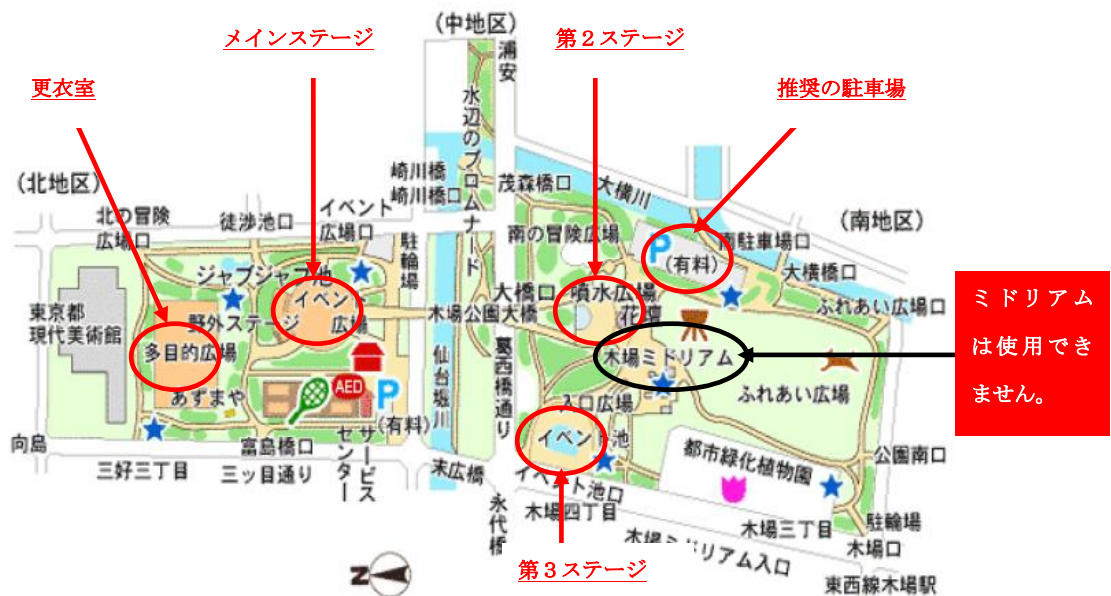 (中地区)
メインステージ
第2ステージ
更衣室
推奨の駐車場
浦安
水辺のプロムナード
崎川橋
崎川橋口
茂森橋口
大横川
(北地区)
北の冒険
広場口
徒渉池口
イベント
広場口
駐輪場
南の冒険広場
P
(有料)
南駐車場口
(南地区)
大横橋口
ジャブジャブ池
イベン
広場
野外ステージ
東京都
現代美術館
多目的広場
あずまや
木場公園大橋
大橋口
噴水広場
花壇
ふれあい広場口
ミドリアム
は使用でき
ません。
木場ミドリアム
ふれあい広場
仙台堀川
葛西橋通り
入口広場
AED
P
(有料)
サービス
センター
イベント池
イベント池口
都市緑化植物園
公園南口
向島
三好三丁目
富島橋口
三ッ目通り
末広橋
永代橋
木場四丁目
木場三丁目
木場ミドリアム入口
駐輪場
木場口
東西線木場駅
第3ステージ
N